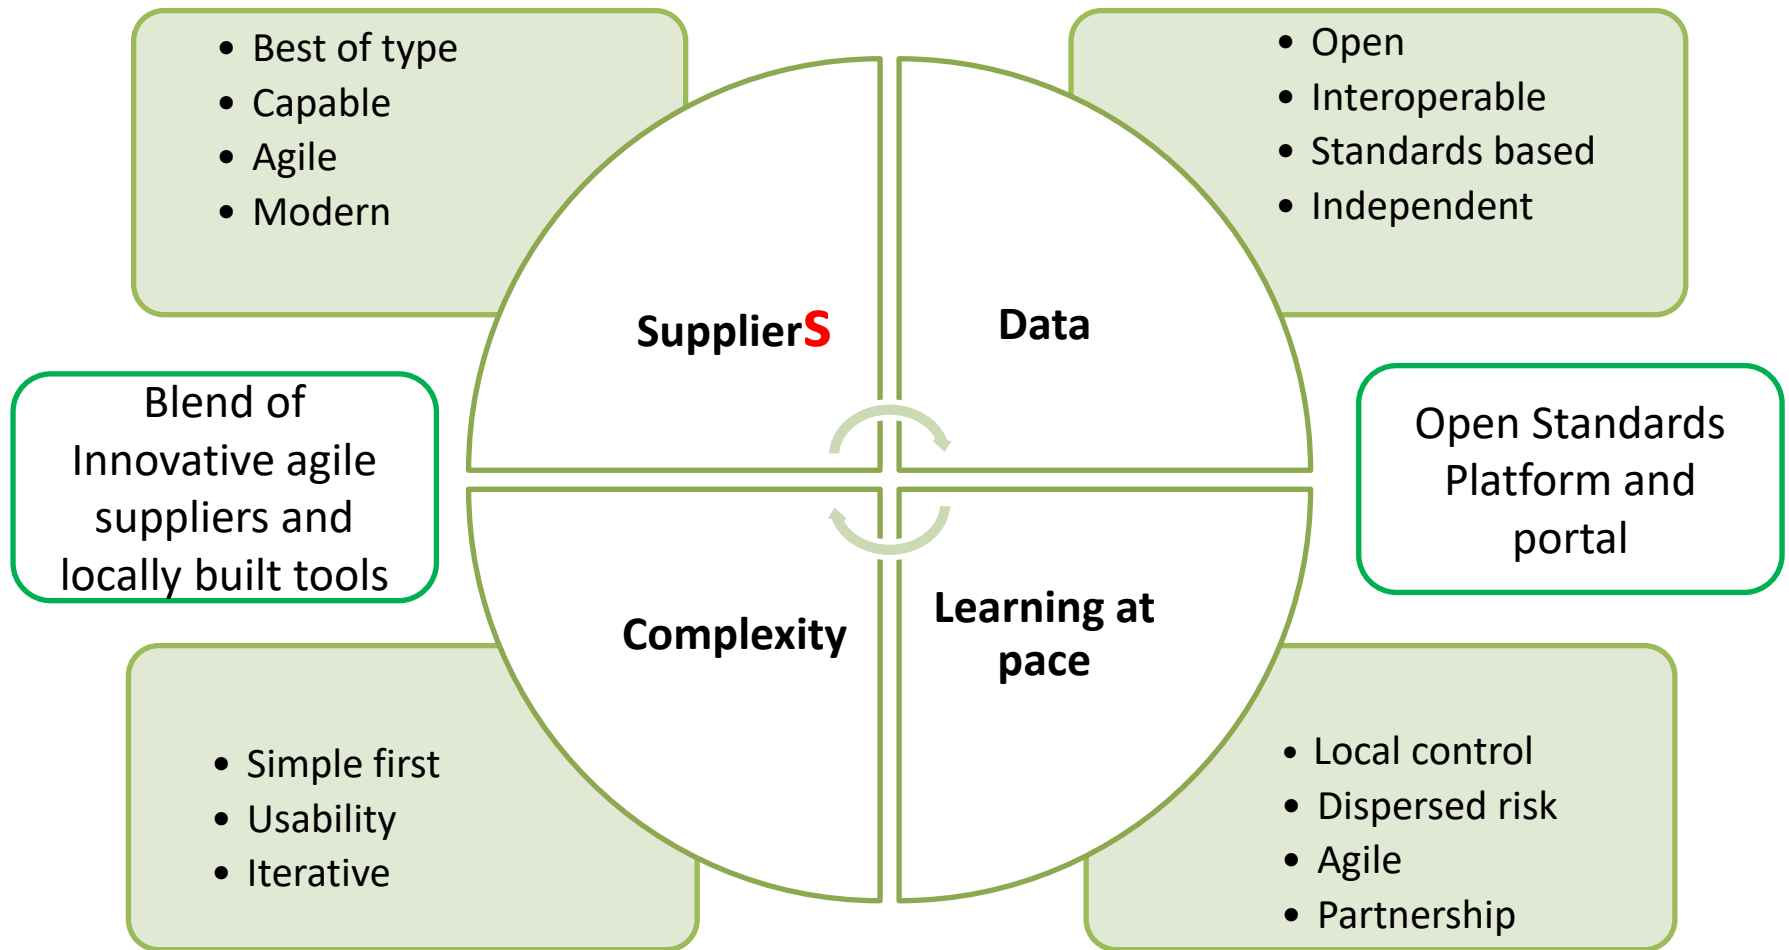 • Best of type
• Capable
• Agile
• Modern
• Open
• Interoperable
• Standards based
• Independent
SupplierS
Data
Blend of
Innovative agile
suppliers and
locally built tools
Open Standards
Platform and
portal
Complexity
Learning at
pace
• Simple first
• Usability
• Iterative
• Local control
• Dispersed risk
• Agile
• Partnership